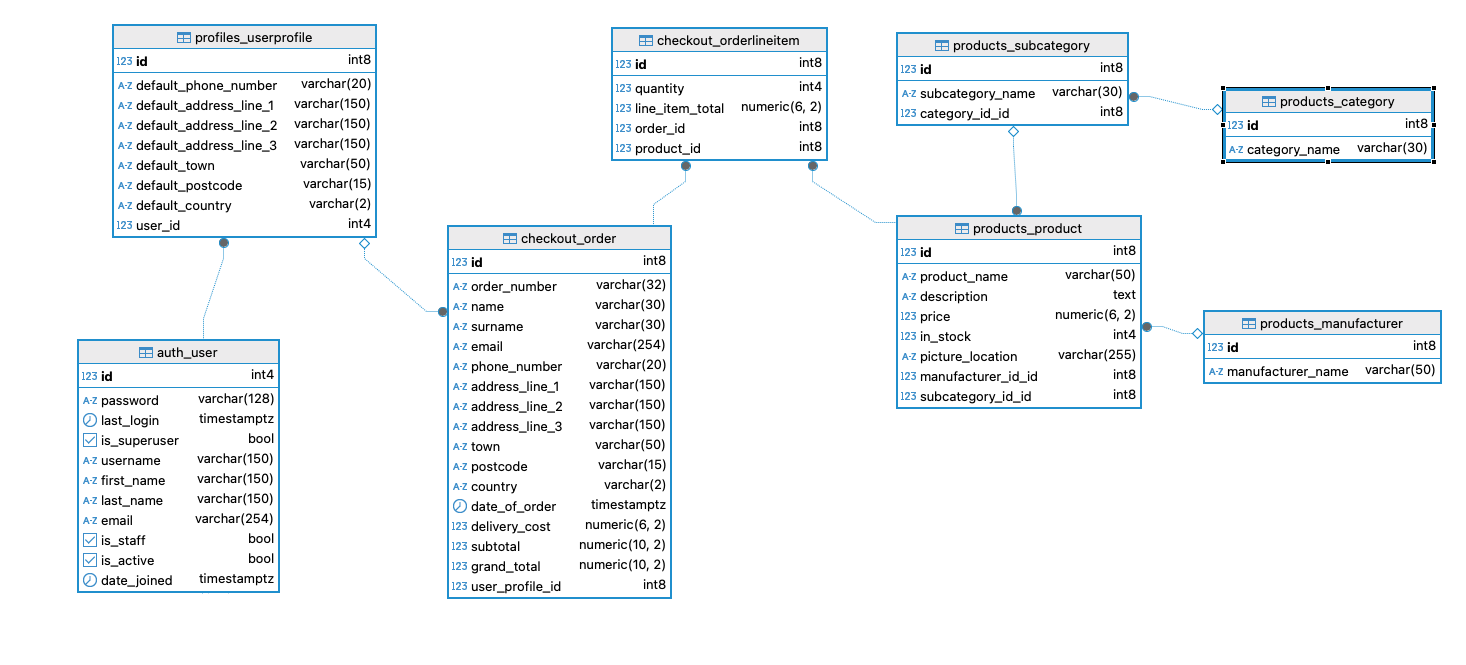 profiles_userprofile
123 id int8
A-Z default_phone_number varchar(20)
A-Z default_address_line_1 varchar(150)
A-Z default_address_line_2 varchar(150)
A-Z default_address_line_3 varchar(150)
A-Z default_town varchar(50)
A-Z default_postcode varchar(15)
A-Z default_country varchar(2)
123 user_id int4
auth_user
123 id int4
A-Z password varchar(128)
last_login timestamptz
is_superuser bool
A-Z username varchar(150)
A-Z first_name varchar(150)
A-Z last_name varchar(150)
A-Z email varchar(254)
is_staff bool
is_active bool
date_joined timestamptz
checkout_order
123 id int8
A-Z order_number varchar(32)
A-Z name varchar(30)
A-Z surname varchar(30)
A-Z email varchar(254)
A-Z phone_number varchar(20)
A-Z address_line_1 varchar(150)
A-Z address_line_2 varchar(150)
A-Z address_line_3 varchar(150)
A-Z town varchar(50)
A-Z postcode varchar(15)
A-Z country varchar(2)
date_of_order timestamptz
123 delivery_cost numeric(6, 2)
123 subtotal numeric(10, 2)
123 grand_total numeric(10, 2)
123 user_profile_id int8
checkout_orderlineitem
123 id int8
123 quantity int4
123 line_item_total numeric(6, 2)
123 order_id int8
123 product_id int8
products_subcategory
123 id int8
A-Z subcategory_name varchar(30)
123 category_id_id int8
products_category
123 id int8
A-Z category_name varchar(30)
products_product
123 id int8
A-Z product_name varchar(50)
A-Z description text
123 price numeric(6, 2)
123 in_stock int4
A-Z picture_location varchar(255)
123 manufacturer_id_id int8
123 subcategory_id_id int8
products_manufacturer
123 id int8
A-Z manufacturer_name varchar(50)